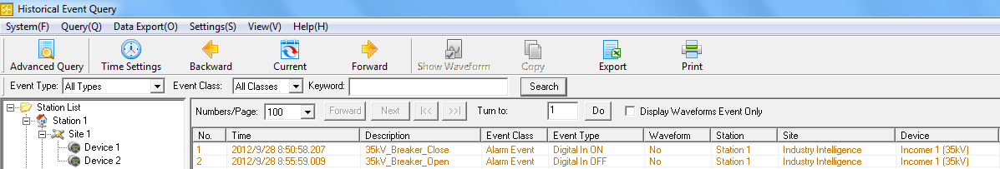 Historical Event Query
System(F) Query(Q) Data Export(O) Settings(S) View(V) Help(H)
Advanced Query Time Settings Backward Current Forward Show Waveform Copy Export Print
Event Type: All Types Event Class: All Classes Keyword: Search
Station List
Station 1
Site 1
Device 1
Device 2
Numbers/Page: 100 Forward Next |<< >>| Turn to: 1 Do Display Waveforms Event Only
No. Time Description Event Class Event Type Waveform Station Site Device
1 2012/9/28 8:50:58.207 35kV_Breaker_Close Alarm Event Digital In ON No Station 1 Industry Intelligence Incomer 1 (35kV)
2 2012/9/28 8:55:59.009 35kV_Breaker_Open Alarm Event Digital In OFF No Station 1 Industry Intelligence Incomer 1 (35kV)